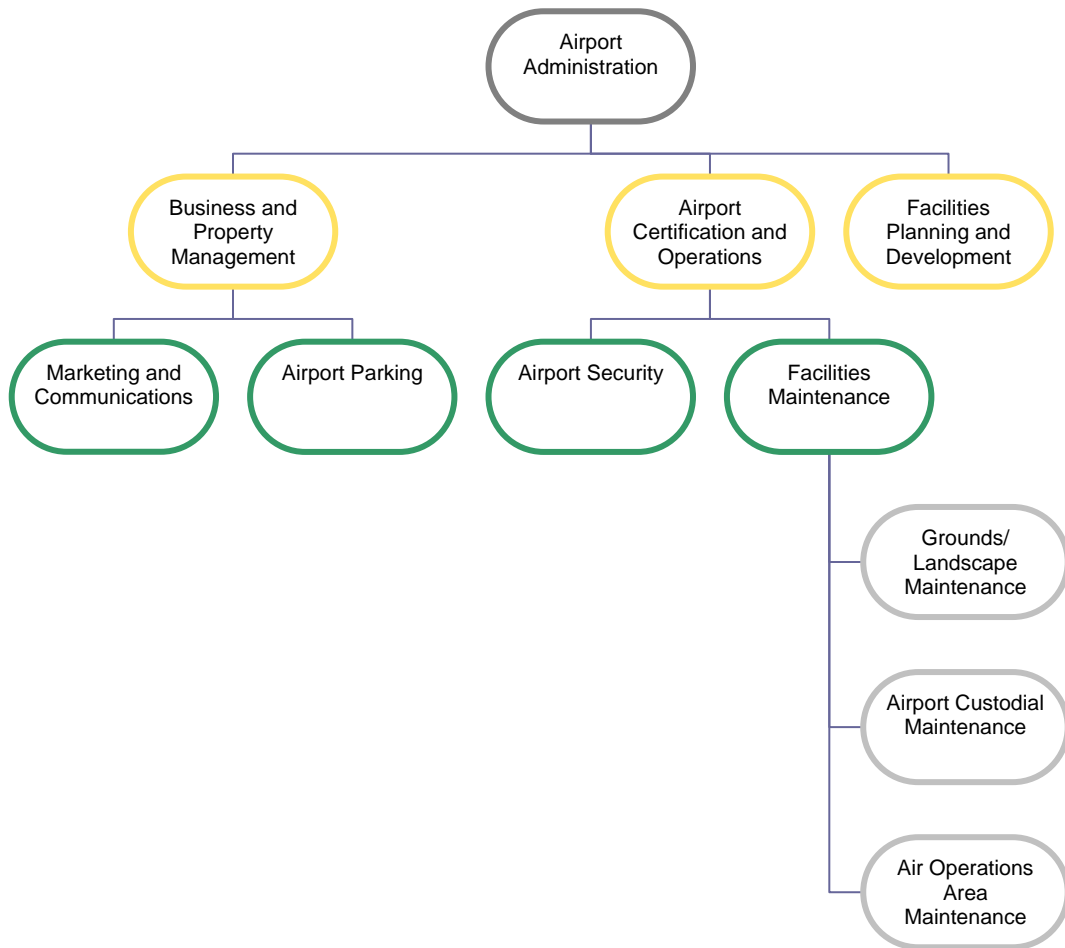 Airport
Administration
Business and
Property
Management
Airport
Certification and
Operations
Facilities
Planning and
Development
Marketing and
Communications
Airport Parking
Airport Security
Facilities
Maintenance
Grounds/
Landscape
Maintenance
Airport Custodial
Maintenance
Air Operations
Area
Maintenance